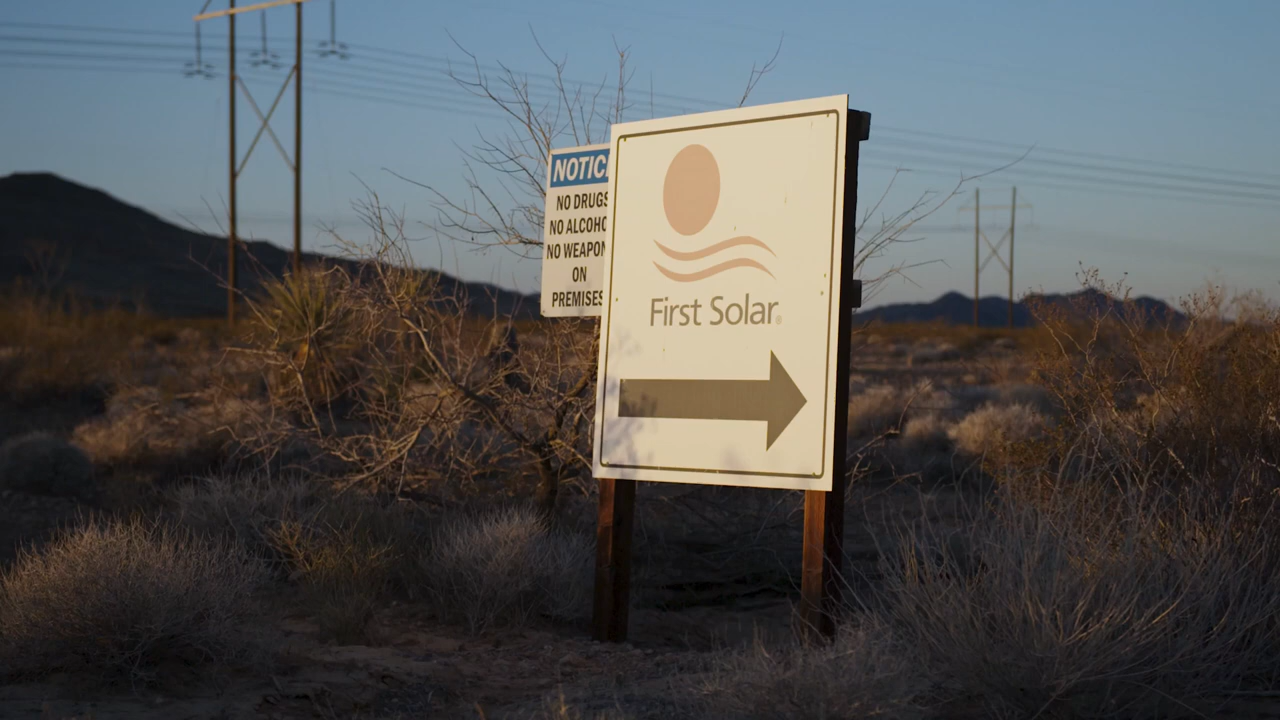 NOTIC
NO DRUGS
NO ALCOHO
NO WEAPON
ON
PREMISES
First Solar®